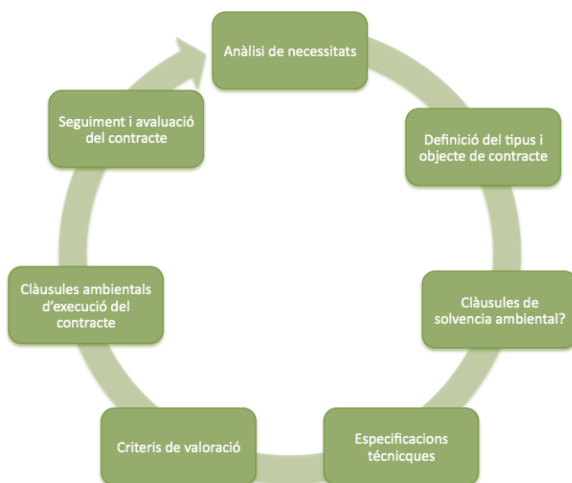 Anàlisi de necessitats
Definició del tipus i
objecte de contracte
Clàusules de
solvencia ambiental?
Especificacions
técnicques
Criteris de valoració
Clàusules ambientals
d'execució del
contracte
Seguiment i avaluació
del contracte